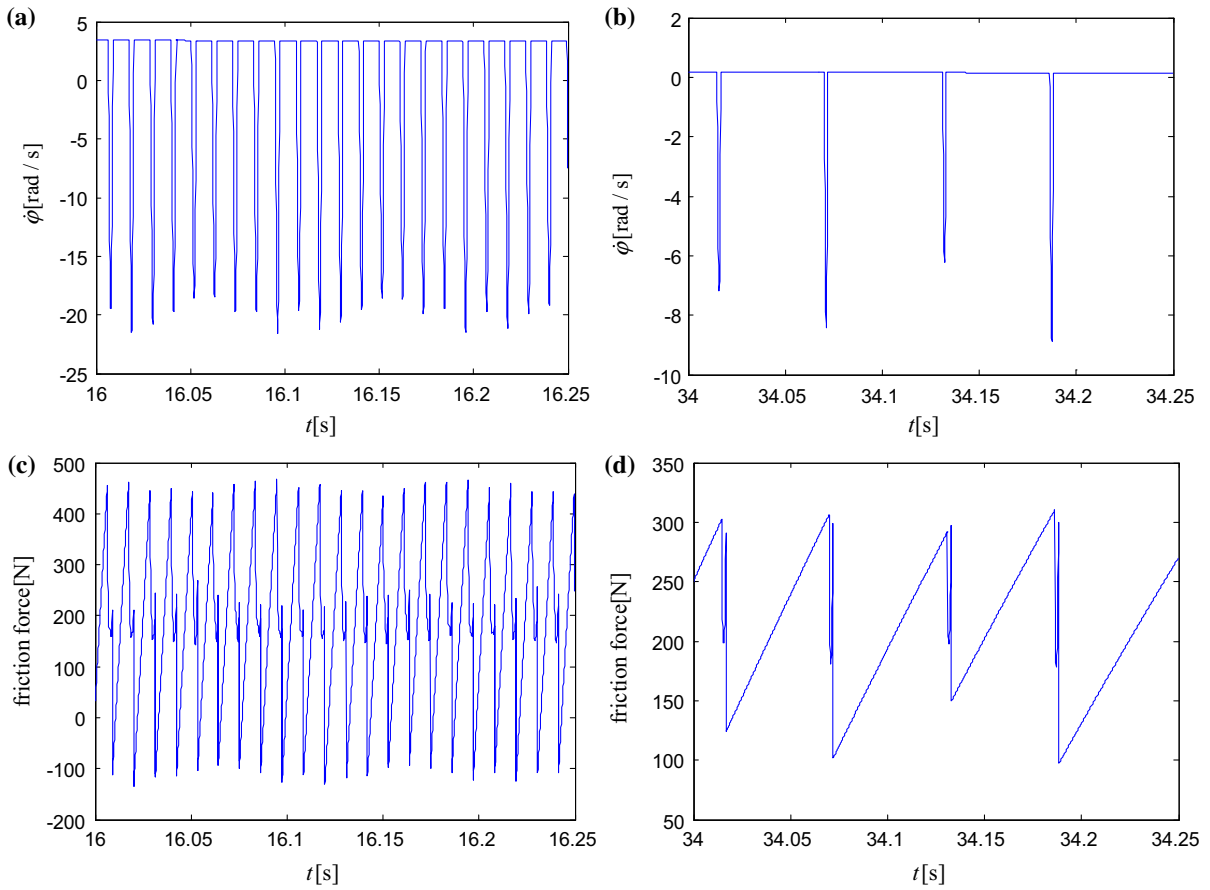 (a)
5
0
-5
-10
-15
-20
-25
φ̇[rad / s]
16 16.05 16.1 16.15 16.2 16.25
t[s]
(b)
2
0
-2
-4
-6
-8
-10
φ̇[rad / s]
34 34.05 34.1 34.15 34.2 34.25
t[s]
(c)
500
400
300
200
100
0
-100
-200
friction force[N]
16 16.05 16.1 16.15 16.2 16.25
t[s]
(d)
350
300
250
200
150
100
50
friction force[N]
34 34.05 34.1 34.15 34.2 34.25
t[s]